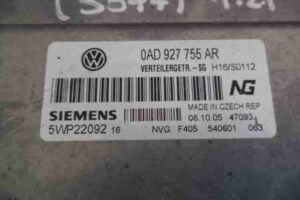 0AD 927 755 AR
VERTEILERGETR. - SG H16/S0112
NG
SIEMENS
MADE IN CZECH REP
08.10.05 47093
5WP22092 16
NVG F405 540601 063